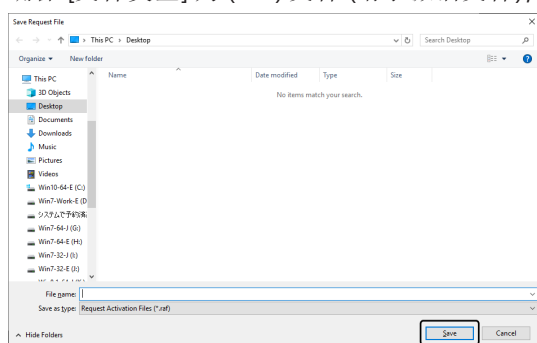 Save Request File
This PC > Desktop
Search Desktop
Organize
New folder
Name
Date modified
Type
Size
No items match your search.
This PC
3D Objects
Desktop
Documents
Downloads
Music
Pictures
Videos
Win10-64-E (C:)
Win7-Work-E (D
システムで予約済
Win7-64-J (G:)
Win7-64-E (H:)
Win7-32-J (I:)
Win7-32-E (J:)
File name:
Save as type: Request Activation Files (*.raf)
Hide Folders
Save
Cancel